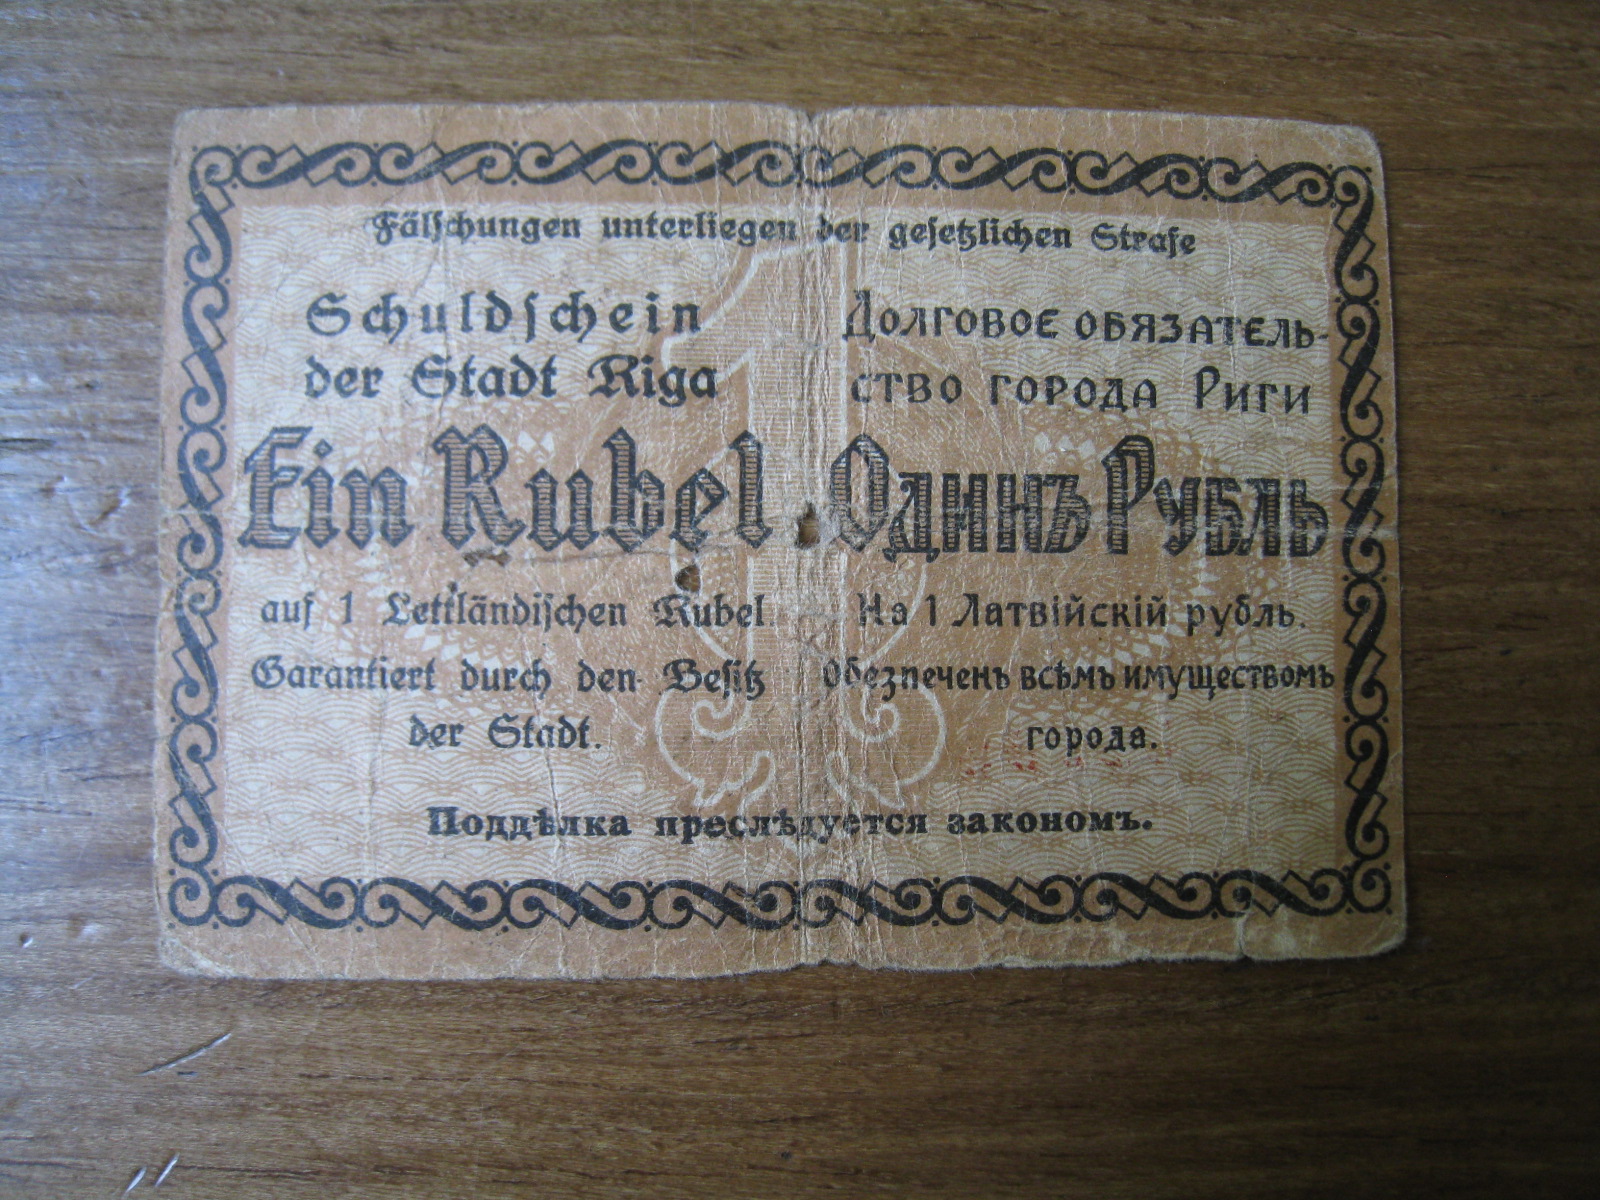 Fälschungen unterliegen der gesetzlichen Strafe
Schuldschein
der Stadt Riga
Ein Rubel
auf 1 Lettländischen Rubel
Garantiert durch den Besitz
der Stadt.
Долговое обязатель-
ство города Риги
Одинъ Рубль
На 1 Латвійскій рубль.
Обезпеченъ всѣмъ имуществомъ
города.
Поддѣлка преслѣдуется закономъ.
1